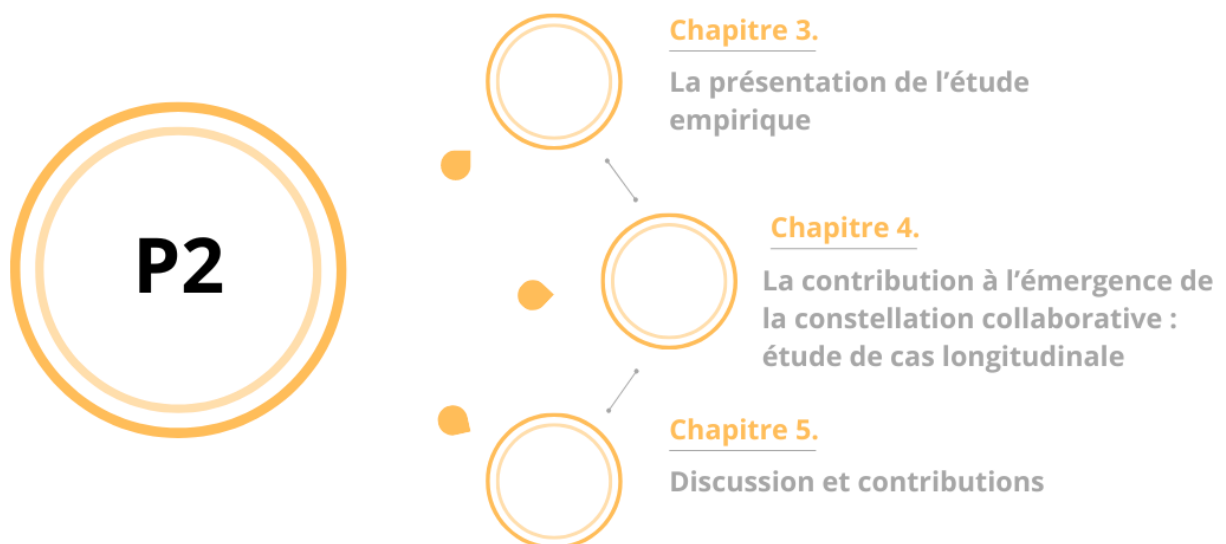 P2
Chapitre 3.
La présentation de l’étude
empirique
Chapitre 4.
La contribution à l’émergence de
la constellation collaborative :
étude de cas longitudinale
Chapitre 5.
Discussion et contributions